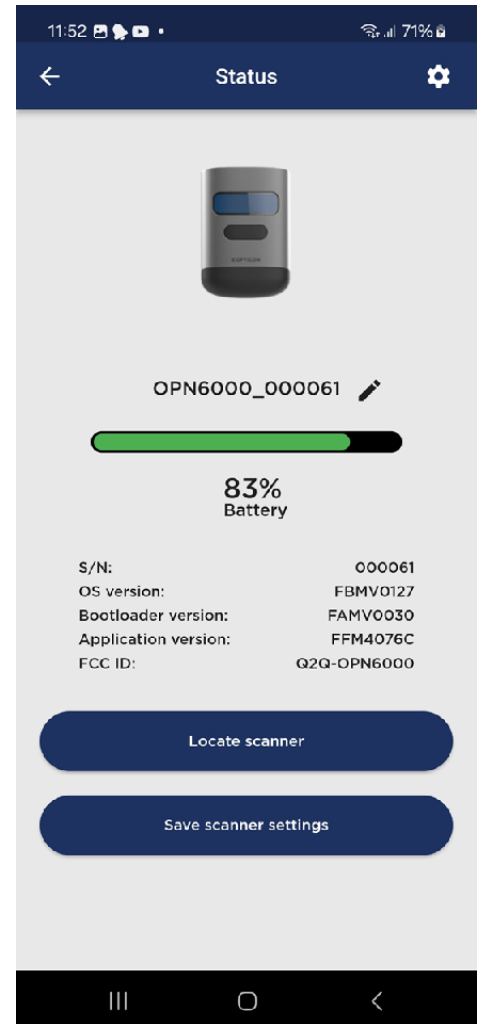 11:52
71%
Status
OPTICON
OPN6000_000061
83%
Battery
S/N: 000061
OS version: FBMV0127
Bootloader version: FAMV0030
Application version: FFM4076C
FCC ID: Q2Q-OPN6000
Locate scanner
Save scanner settings